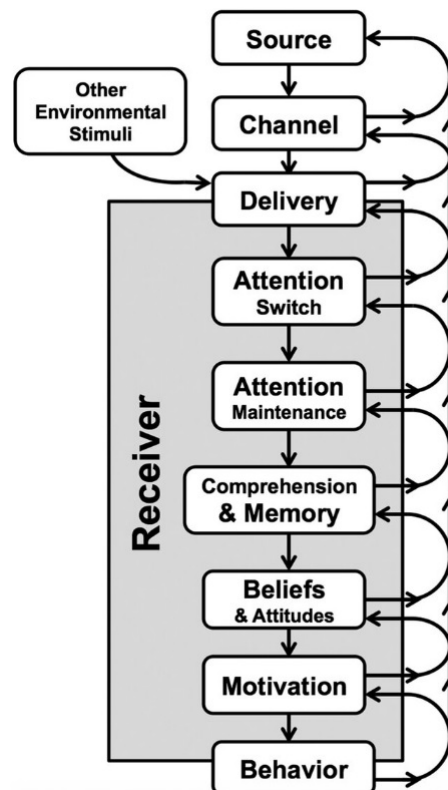 Source
Other
Environmental
Stimuli
Channel
Delivery
Attention
Switch
Attention
Maintenance
Receiver
Comprehension
& Memory
Beliefs
& Attitudes
Motivation
Behavior